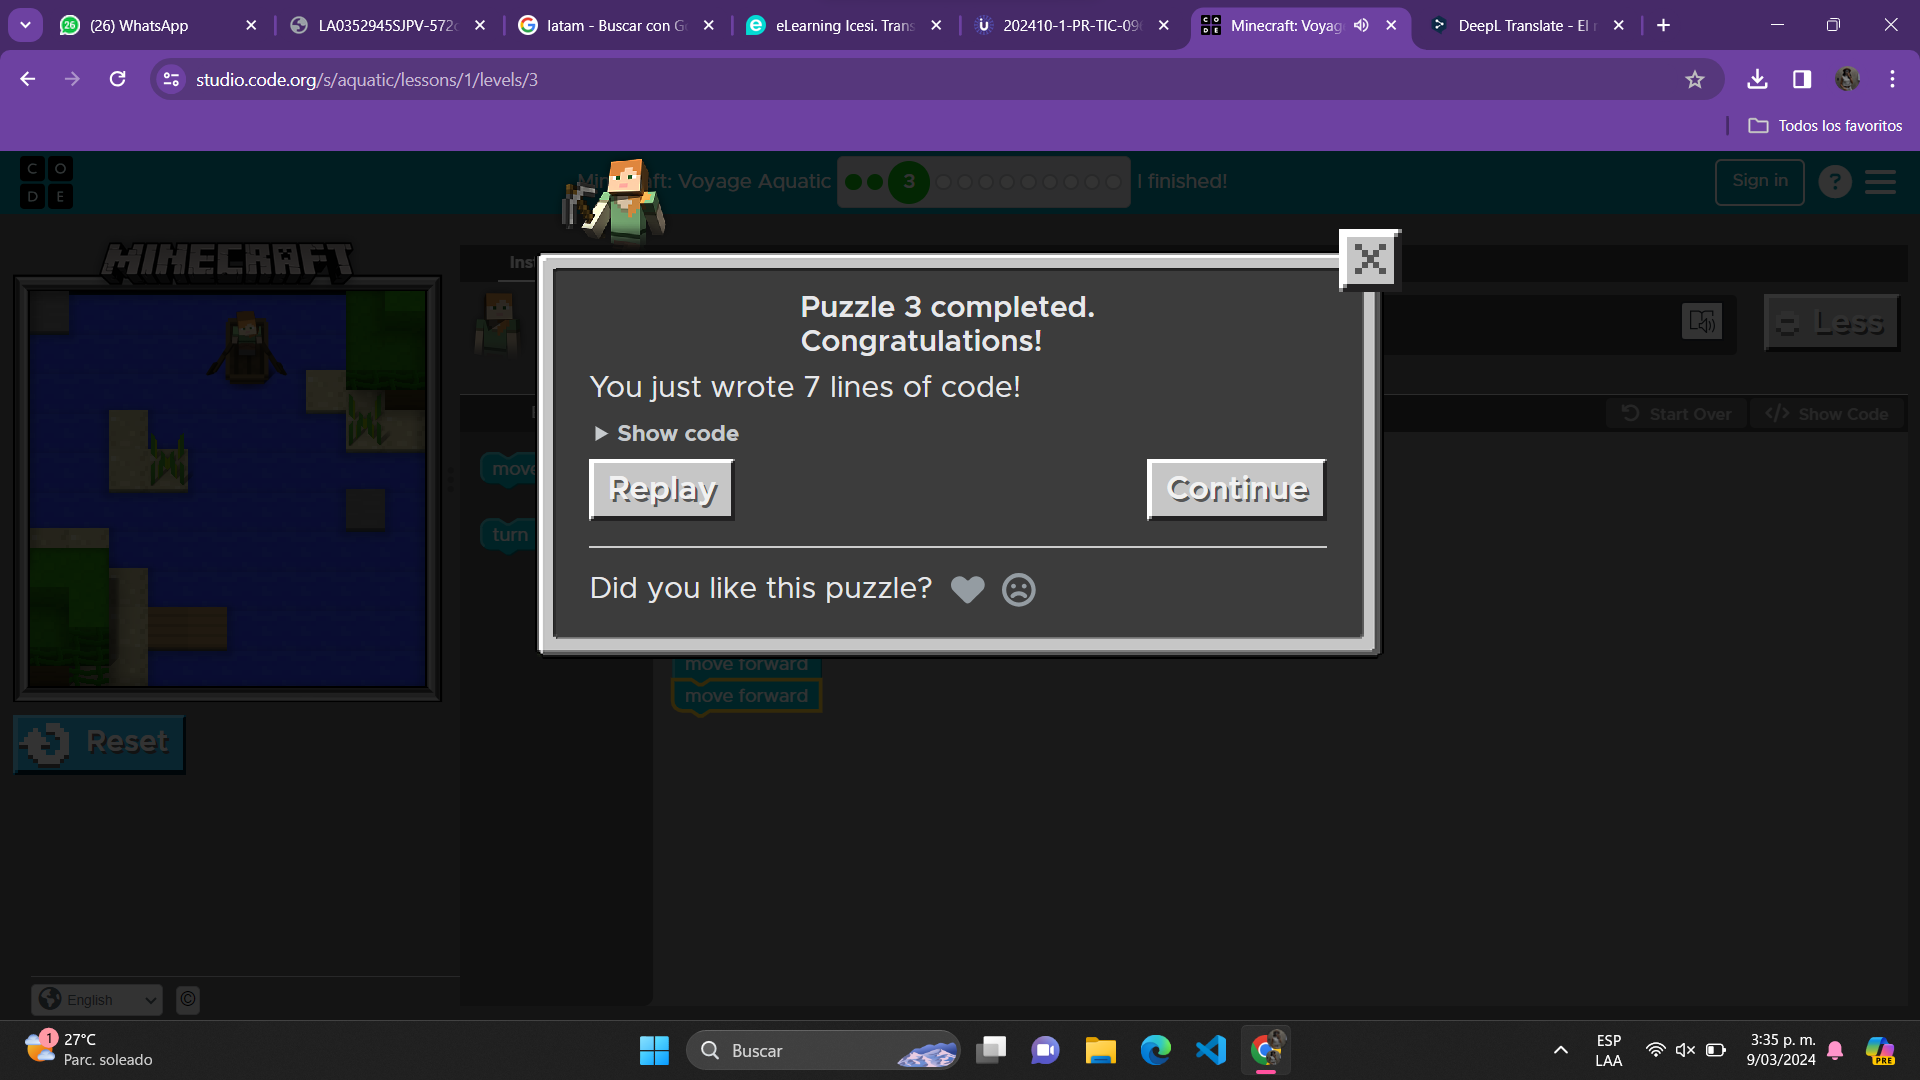 (26) WhatsApp
LA0352945SJPV-572
latam - Buscar con G
eLearning Icesi. Trans
202410-1-PR-TIC-09
Minecraft: Voyag
DeepL Translate - El
studio.code.org/s/aquatic/lessons/1/levels/3
Todos los favoritos
C O
D E
Minecraft: Voyage Aquatic
3
I finished!
Sign in
?
MINECRAFT
Ins
Less
Puzzle 3 completed.
Congratulations!
You just wrote 7 lines of code!
Show code
Start Over
Show Code
move
Replay
Continue
turn
Did you like this puzzle?
move forward
move forward
Reset
English
©
1
27°C
Parc. soleado
Buscar
ESP
LAA
3:35 p. m.
9/03/2024
PRE